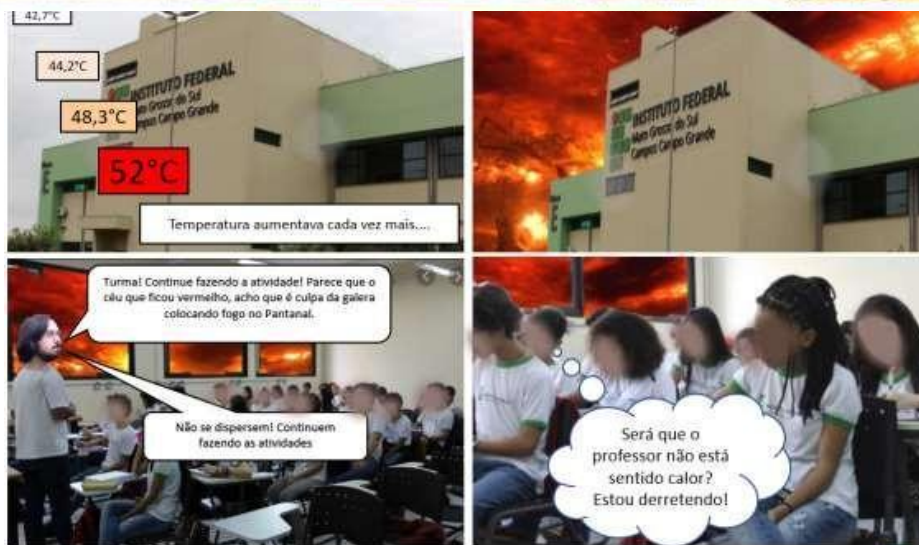 42,7°C
44,2°C
48,3°C
52°C
INSTITUTO FEDERAL
Mato Grosso do Sul
Campus Campo Grande
Temperatura aumentava cada vez mais....
INSTITUTO FEDERAL
Mato Grosso do Sul
Campus Campo Grande
Turma! Continue fazendo a atividade! Parece que o
céu que ficou vermelho, acho que é culpa da galera
colocando fogo no Pantanal.
Não se dispersem! Continuem
fazendo as atividades
Será que o
professor não está
sentido calor?
Estou derretendo!